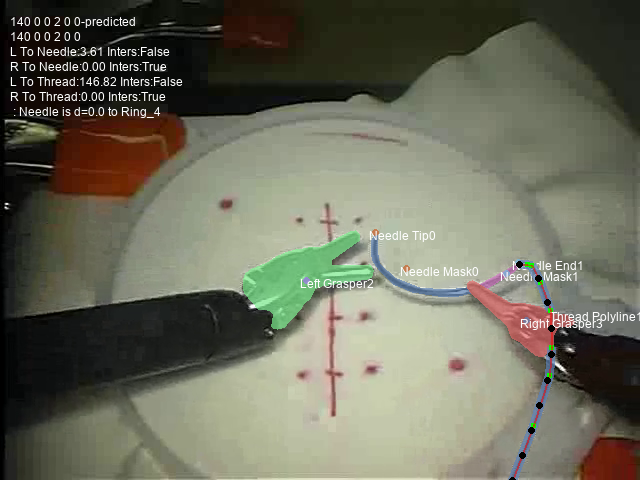 140 0 0 2 0 0-predicted
140 0 0 2 0 0
L To Needle:3.61 Inters:False
R To Needle:0.00 Inters:True
L To Thread:146.82 Inters:False
R To Thread:0.00 Inters:True
: Needle is d=0.0 to Ring_4
Needle Tip0
Needle End1
Needle Mask0
Mask1
Left Grasper2
Thread Polyline1
Right Grasper3